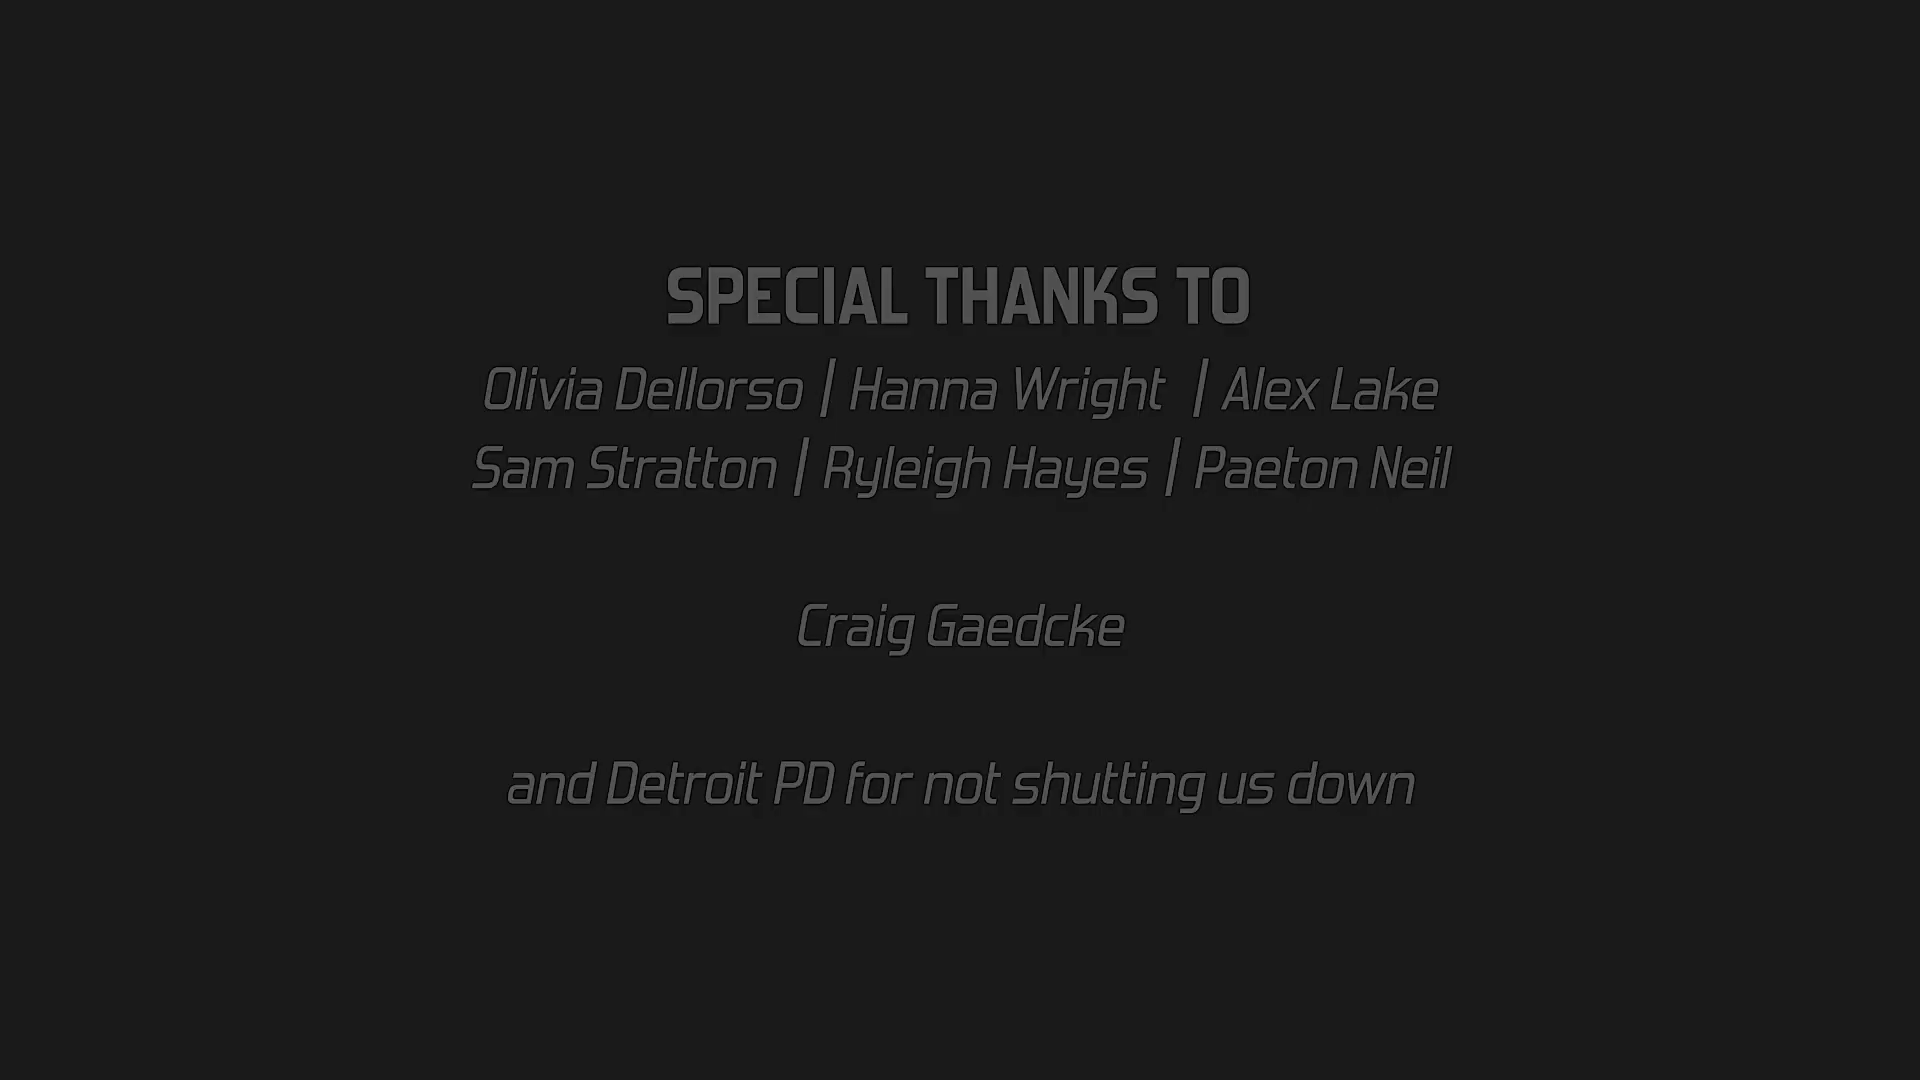 SPECIAL THANKS TO
Olivia Dellorso | Hanna Wright | Alex Lake
Sam Stratton | Ryleigh Hayes | Paeton Neil
Craig Gaedcke
and Detroit PD for not shutting us down